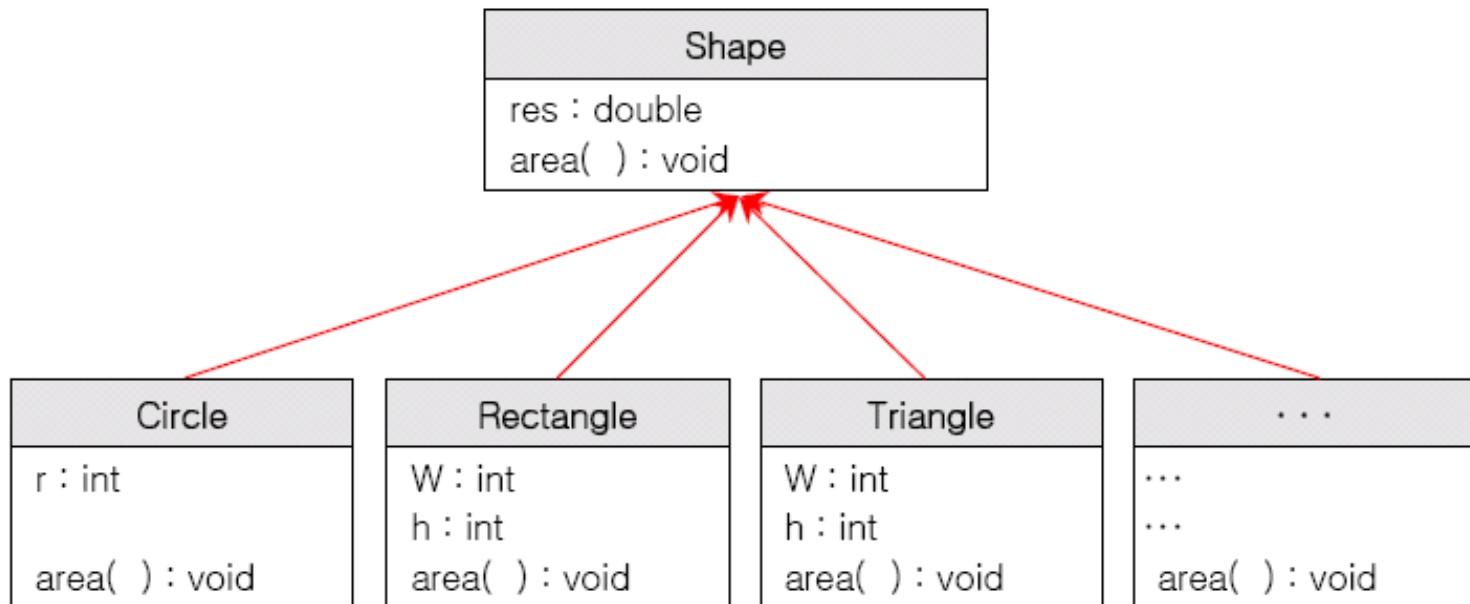 Shape
res : double
area( ) : void
Circle
r : int
area( ) : void
Rectangle
W : int
h : int
area( ) : void
Triangle
W : int
h : int
area( ) : void
···
···
···
area( ) : void